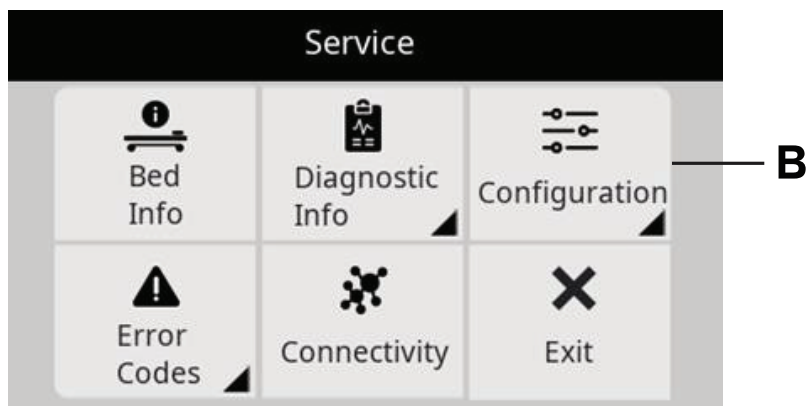 Service
Bed
Info
Diagnostic
Info
Configuration
B
Error
Codes
Connectivity
Exit